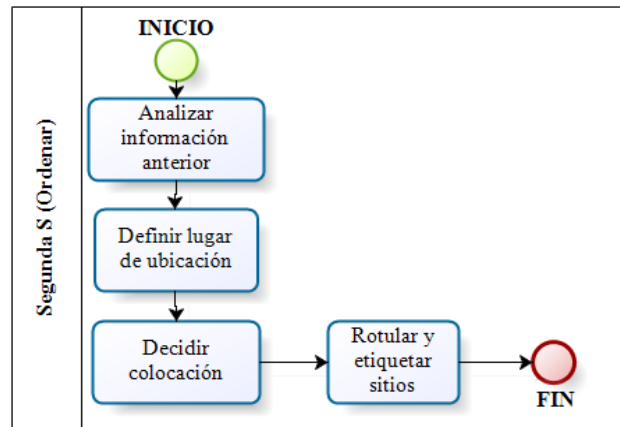 Segunda S (Ordenar)
INICIO
Analizar
información
anterior
Definir lugar
de ubicación
Decidir
colocación
Rotular y
etiquetar
sitios
FIN